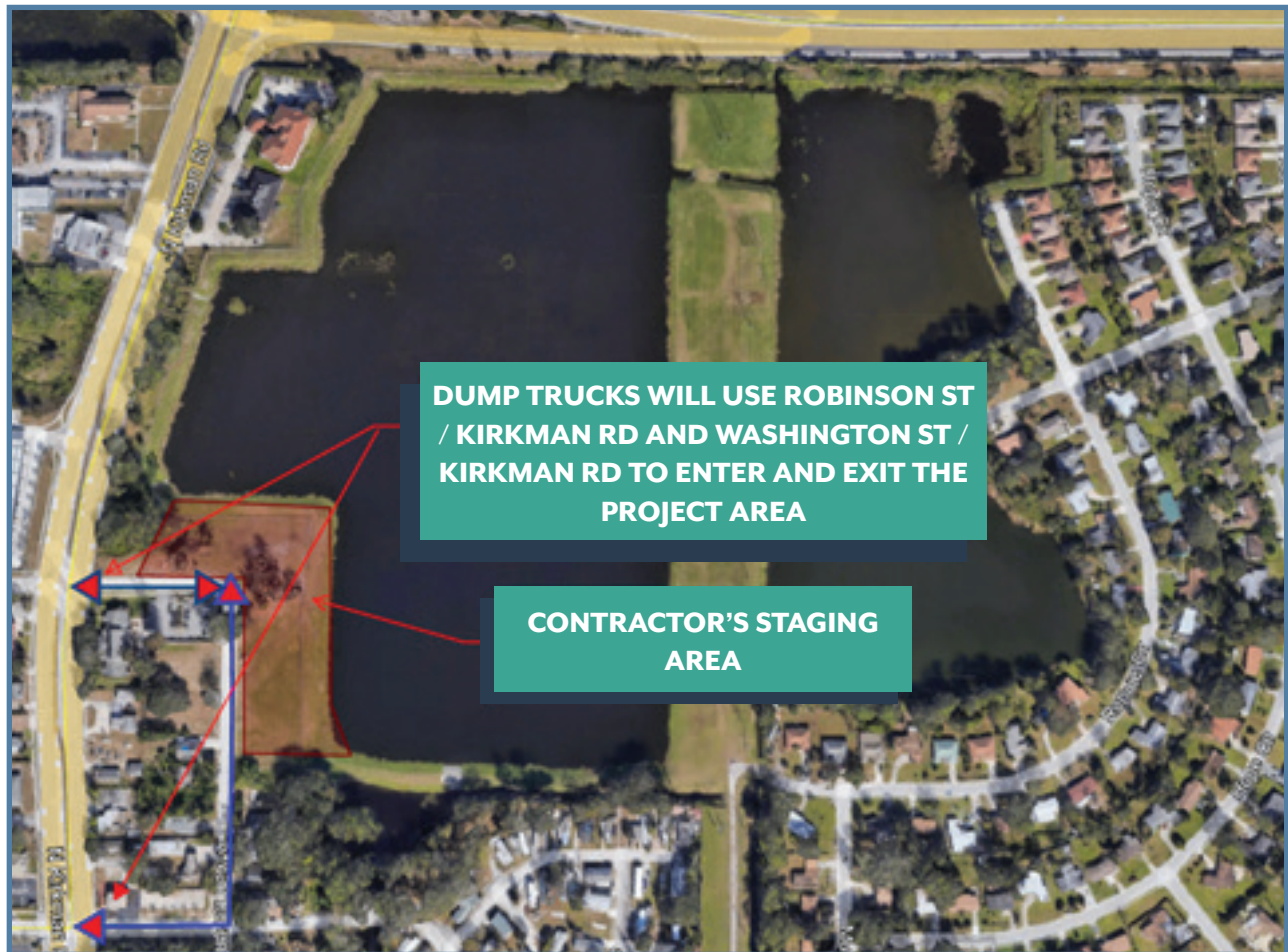 DUMP TRUCKS WILL USE ROBINSON ST
/ KIRKMAN RD AND WASHINGTON ST /
KIRKMAN RD TO ENTER AND EXIT THE
PROJECT AREA
CONTRACTOR'S STAGING
AREA